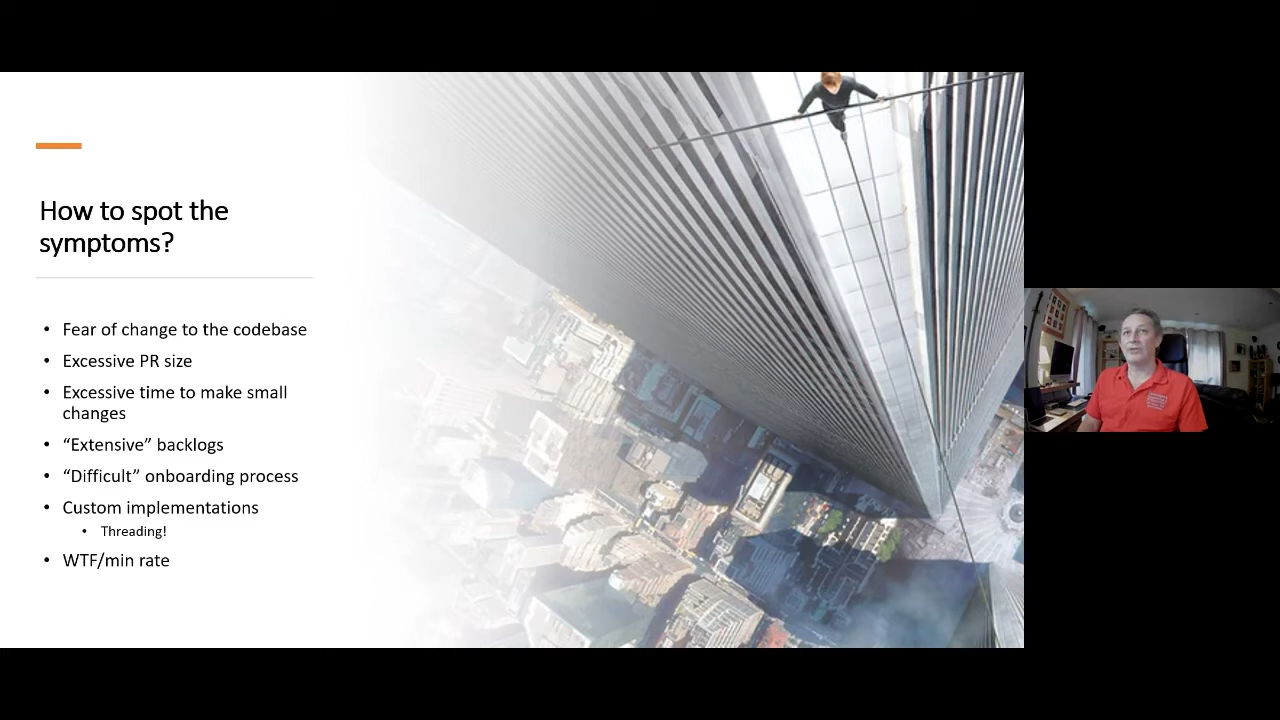 How to spot the
symptoms?
• Fear of change to the codebase
• Excessive PR size
• Excessive time to make small
changes
• “Extensive” backlogs
• “Difficult” onboarding process
• Custom implementations
• Threading!
• WTF/min rate